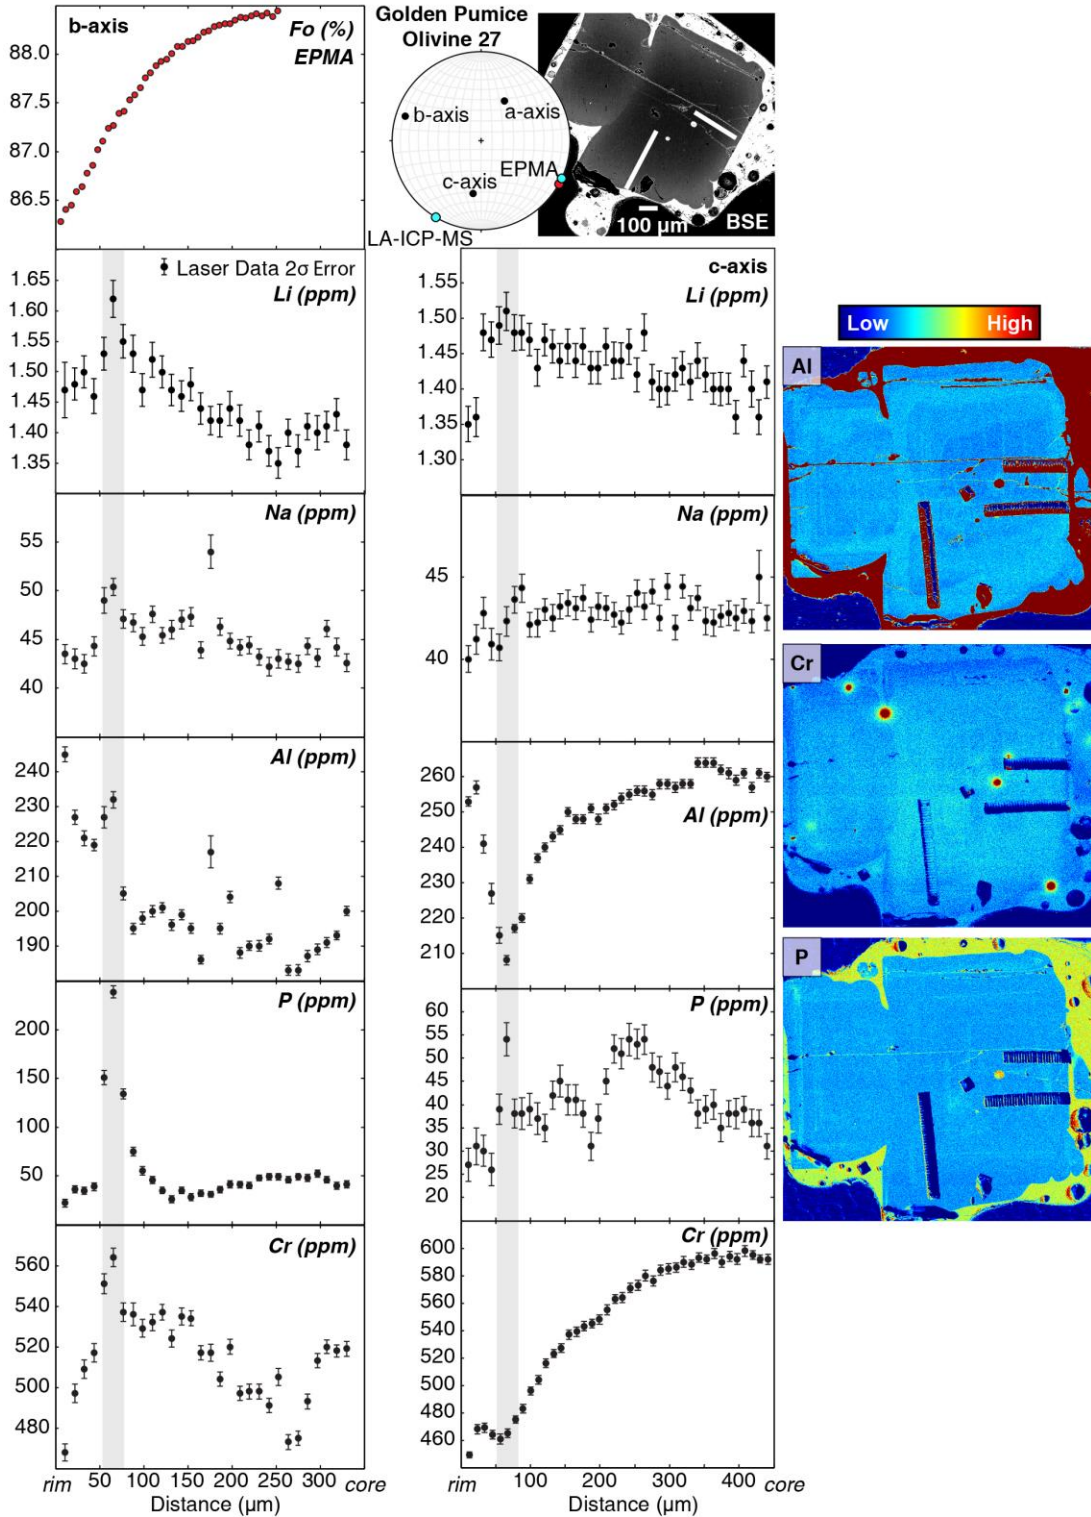 b-axis
Fo (%)
EPMA
88.0
87.5
87.0
86.5
Golden Pumice
Olivine 27
b-axis
a-axis
c-axis
EPMA
LA-ICP-MS
100 µm
BSE
Laser Data 2σ Error
Li (ppm)
1.65
1.60
1.55
1.50
1.45
1.40
1.35
c-axis
Li (ppm)
1.55
1.50
1.45
1.40
1.35
1.30
Low
High
Al
Na (ppm)
55
50
45
40
Na (ppm)
45
40
Cr
Al (ppm)
240
230
220
210
200
190
Al (ppm)
260
250
240
230
220
210
P
P (ppm)
200
150
100
50
P (ppm)
60
55
50
45
40
35
30
25
20
Cr (ppm)
560
540
520
500
480
Cr (ppm)
600
580
560
540
520
500
480
460
rim 50 100 150 200 250 300 core
Distance (µm)
rim 100 200 300 400 core
Distance (µm)